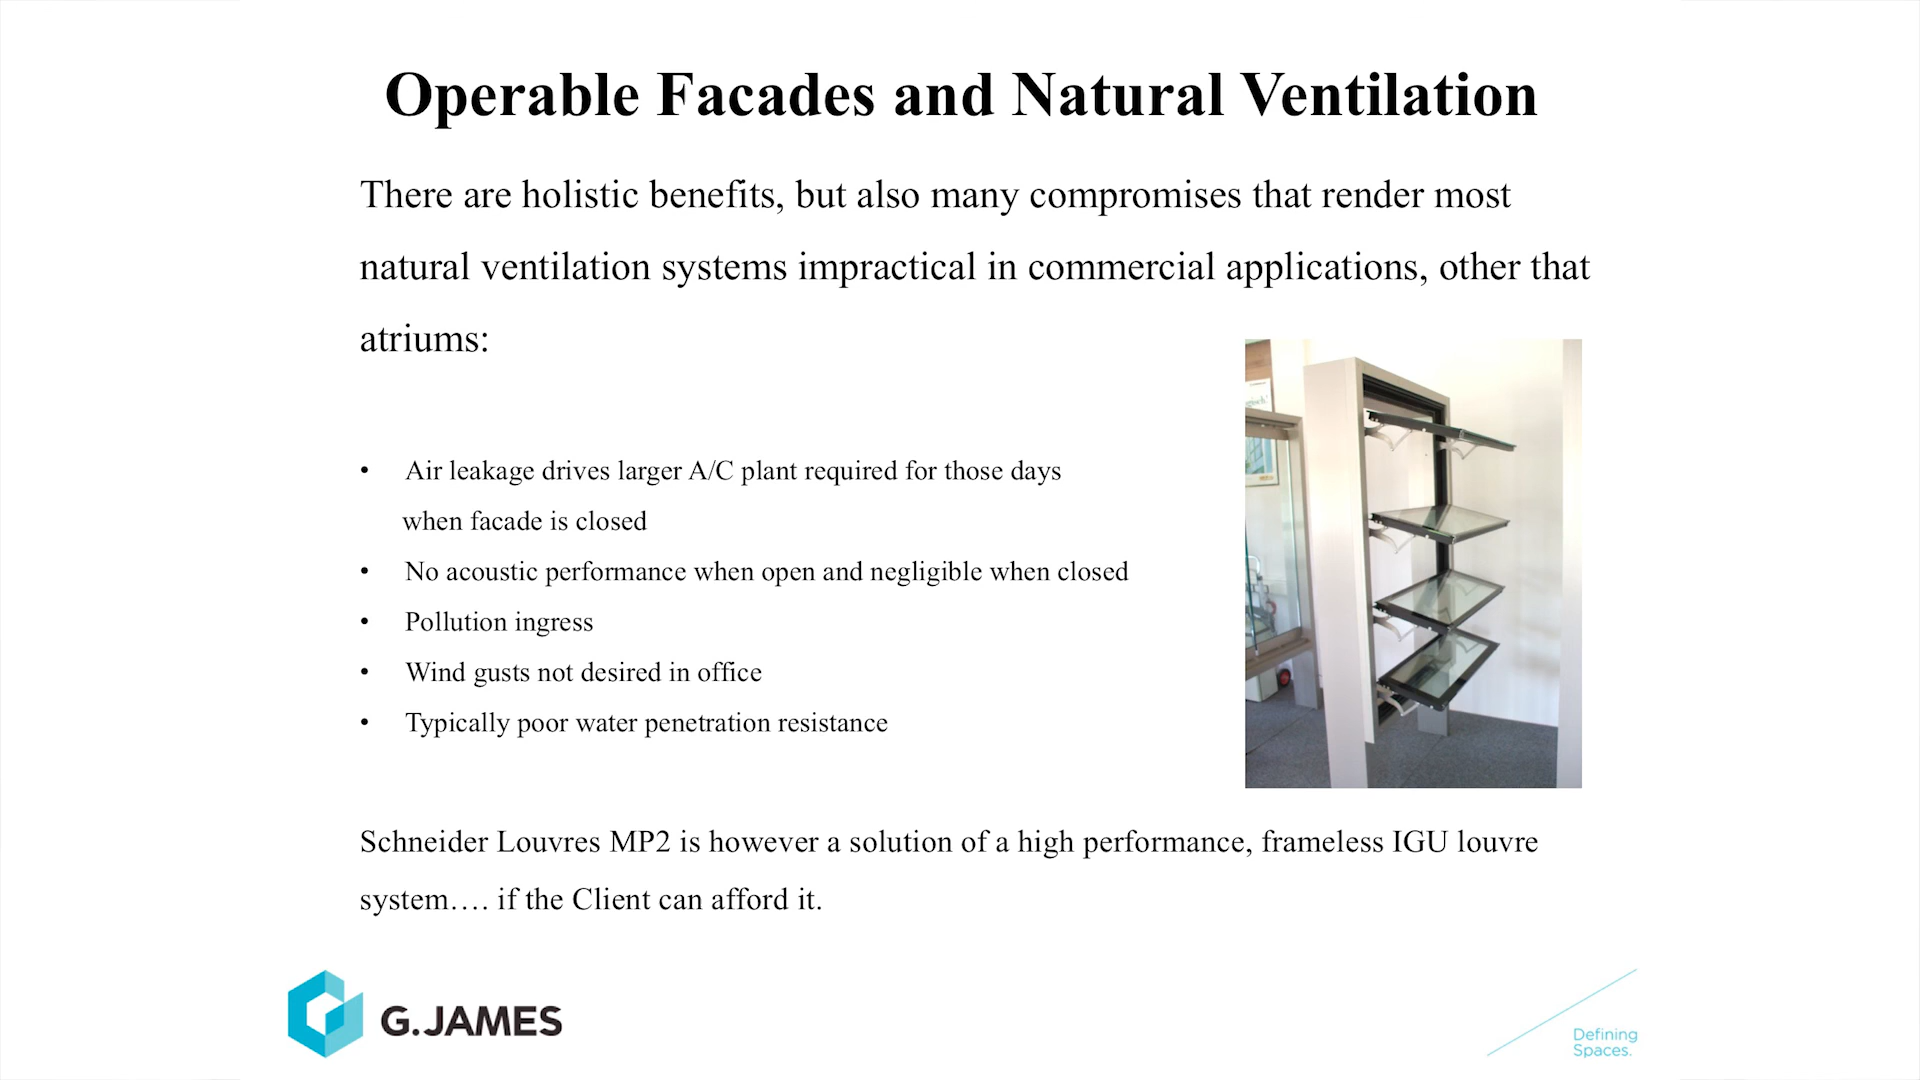 Operable Facades and Natural Ventilation
There are holistic benefits, but also many compromises that render most
natural ventilation systems impractical in commercial applications, other that
atriums:
• Air leakage drives larger A/C plant required for those days
when facade is closed
• No acoustic performance when open and negligible when closed
• Pollution ingress
• Wind gusts not desired in office
• Typically poor water penetration resistance
Schneider Louvres MP2 is however a solution of a high performance, frameless IGU louvre
system…. if the Client can afford it.
G.JAMES
Defining
Spaces.